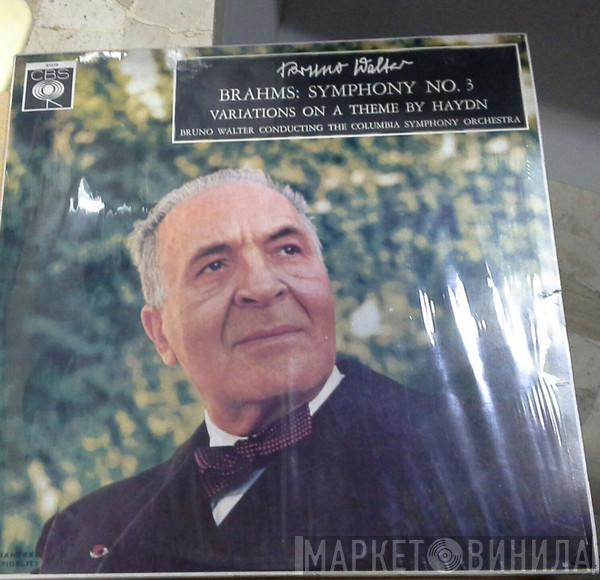 CBS
Bruno Walter
BRAHMS: SYMPHONY NO. 3
VARIATIONS ON A THEME BY HAYDN
BRUNO WALTER CONDUCTING THE COLUMBIA SYMPHONY ORCHESTRA
FIDELITY
МАРКЕТ ВИНИЛА